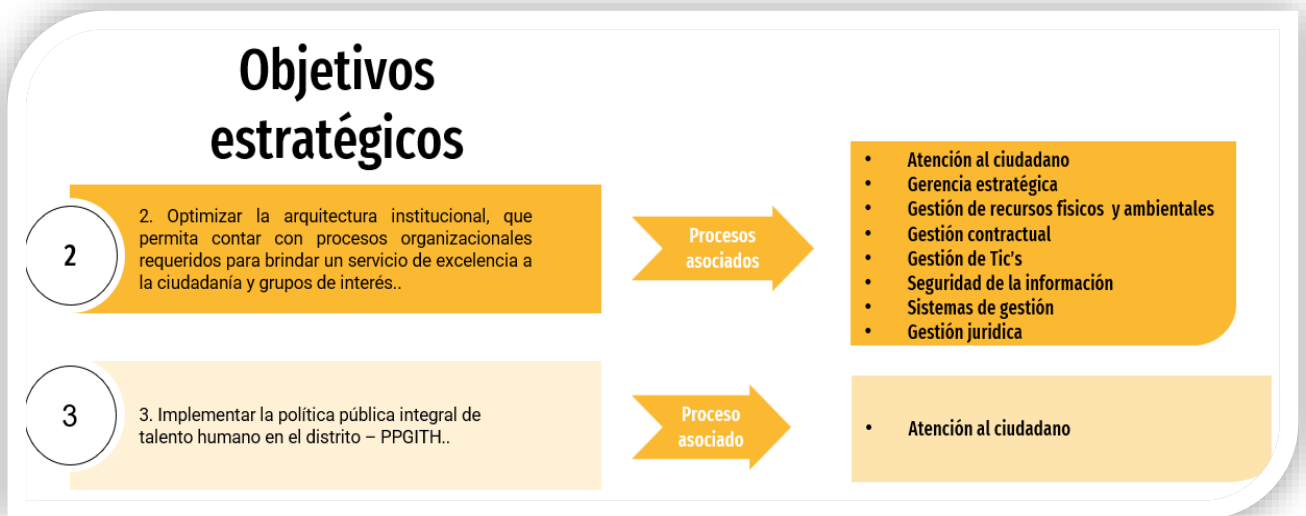 Objetivos
estratégicos
2
2. Optimizar la arquitectura institucional, que
permita contar con procesos organizacionales
requeridos para brindar un servicio de excelencia a
la ciudadanía y grupos de interés..
Procesos
asociados
• Atención al ciudadano
• Gerencia estratégica
• Gestión de recursos físicos y ambientales
• Gestión contractual
• Gestión de Tic's
• Seguridad de la información
• Sistemas de gestión
• Gestión juridica
3
3. Implementar la política pública integral de
talento humano en el distrito – PPGITH..
Proceso
asociado
• Atención al ciudadano